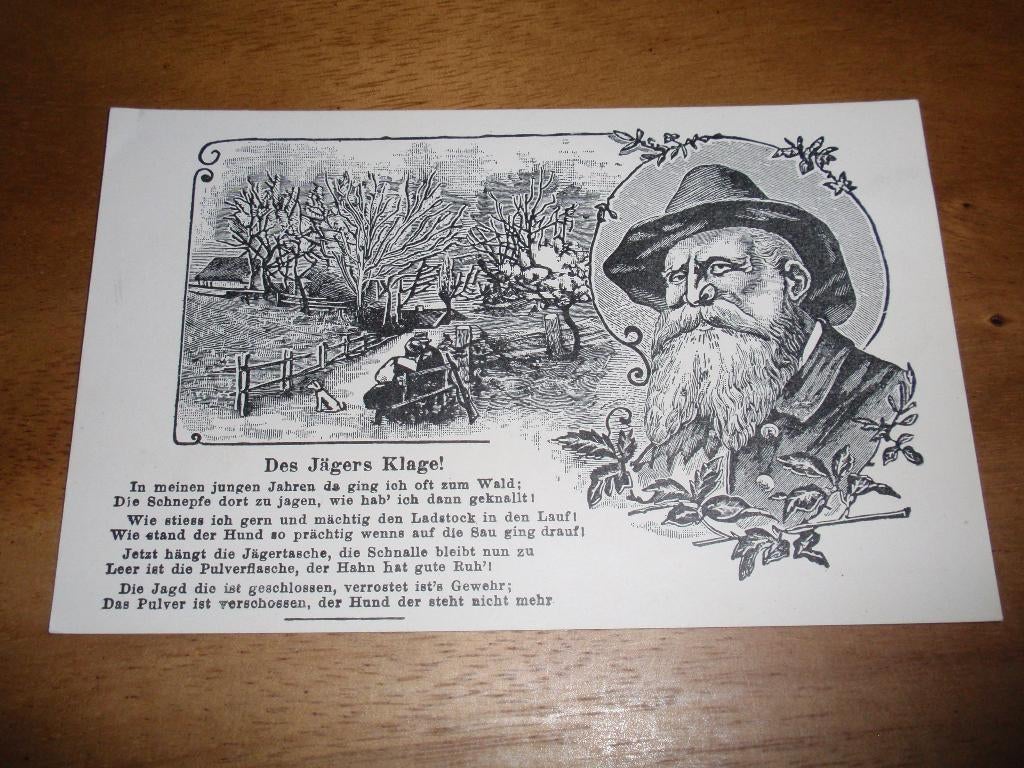 Des Jägers Klage!
In meinen jungen Jahren da ging ich oft zum Wald;
Die Schnepfe dort zu jagen, wie hab' ich dann geknallt!
Wie stiess ich gern und mächtig den Ladstock in den Lauf!
Wie stand der Hund so prächtig wenns auf die Sau ging drauf!
Jetzt hängt die Jägertasche, die Schnalle bleibt nun zu
Leer ist die Pulverflasche, der Hahn hat gute Ruh'!
Die Jagd die ist geschlossen, verrostet ist's Gewehr;
Das Pulver ist verschossen, der Hund der steht nicht mehr